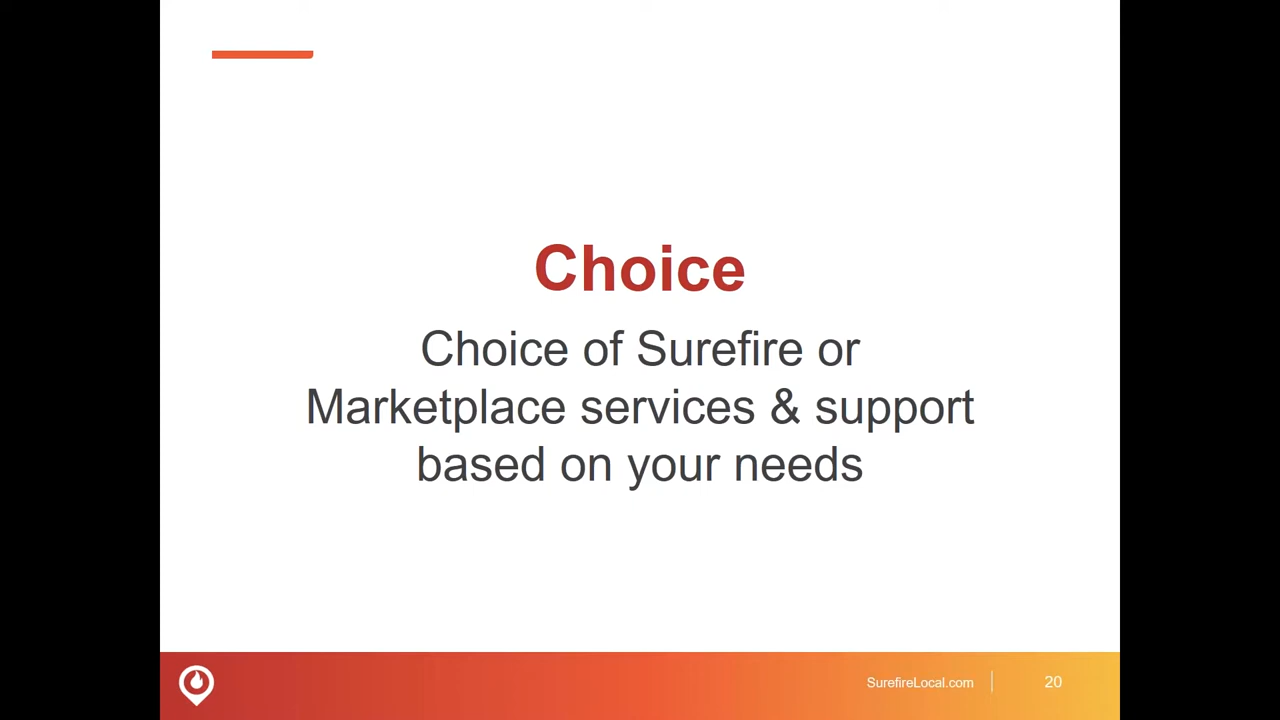 Choice
Choice of Surefire or
Marketplace services & support
based on your needs
SurefireLocal.com
20